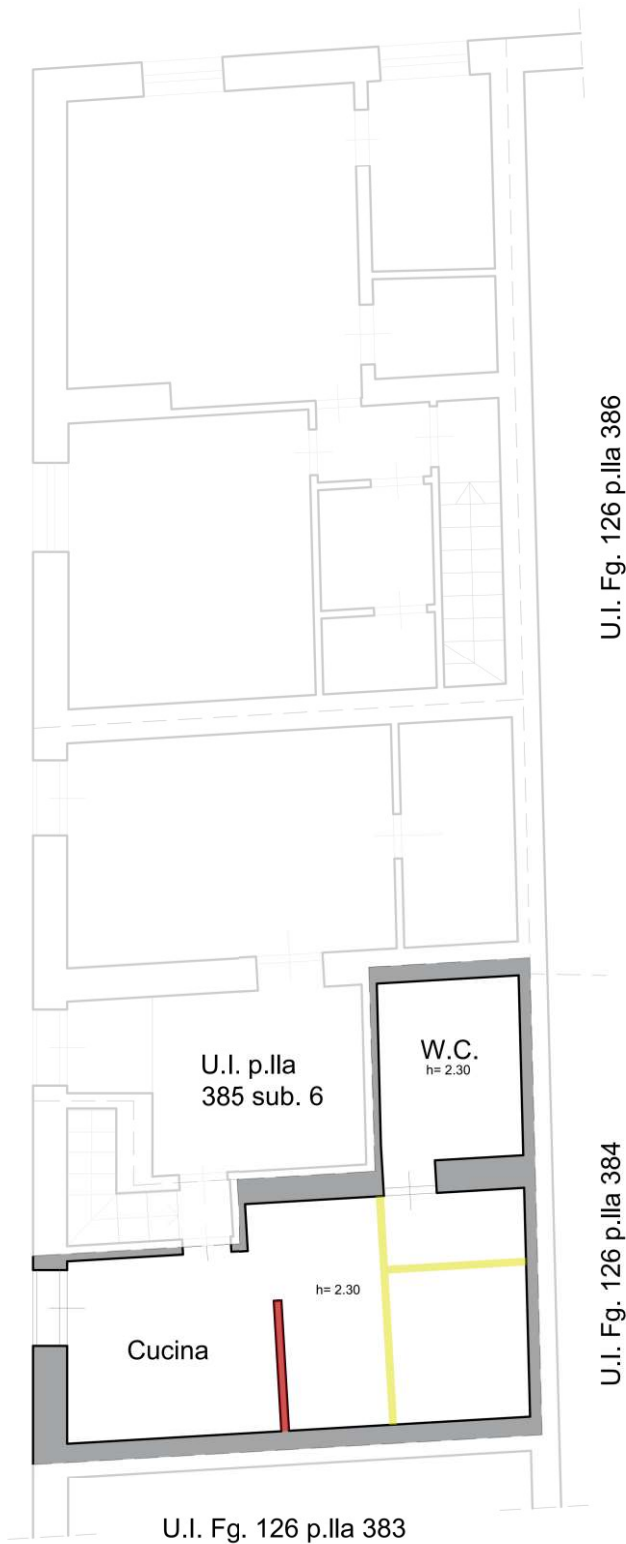 U.I. Fg. 126 p.lla 386
U.I. p.lla
385 sub. 6
W.C.
h= 2.30
U.I. Fg. 126 p.lla 384
h= 2.30
Cucina
U.I. Fg. 126 p.lla 383